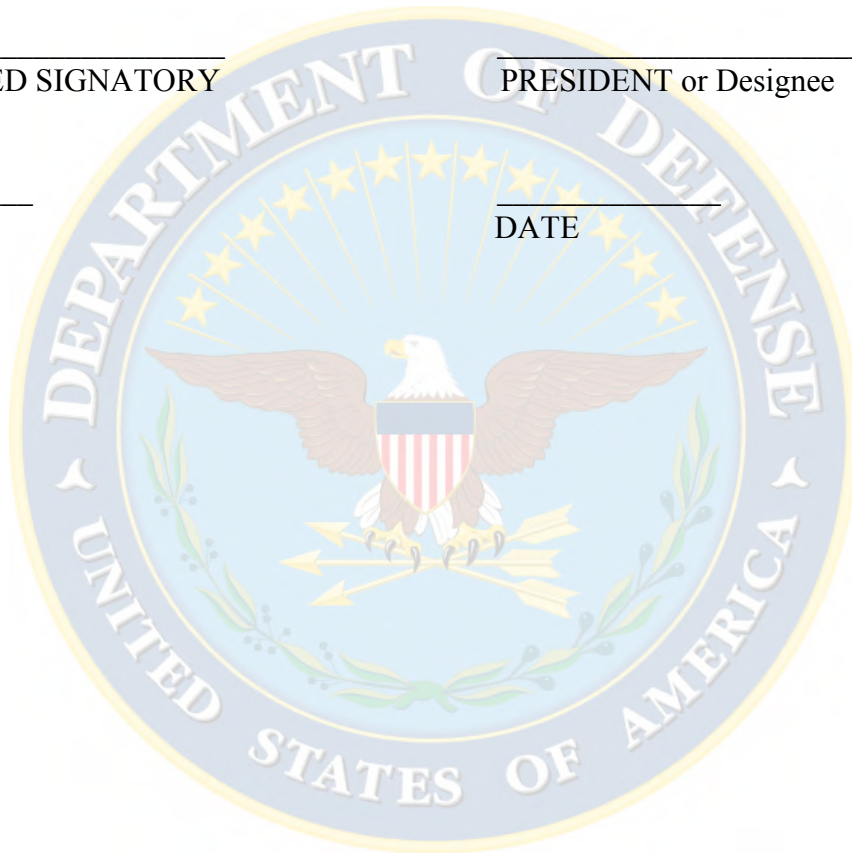 ED SIGNATORY PRESIDENT or Designee
DATE
DEPARTMENT OF DEFENSE
UNITED STATES OF AMERICA